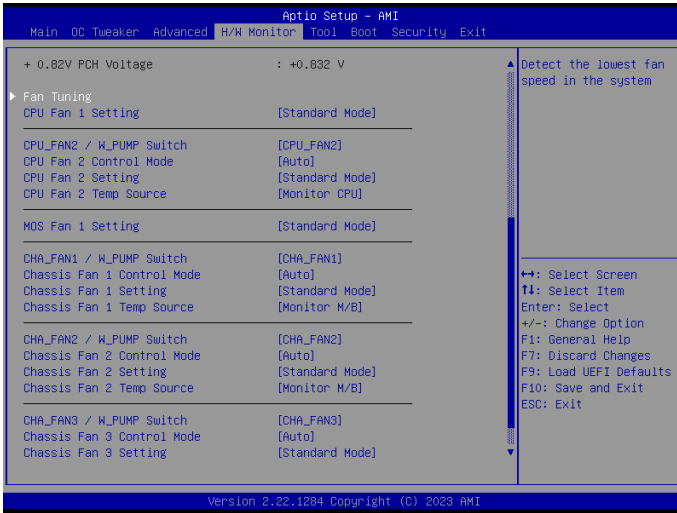 Aptio Setup – AMI
Main OC Tweaker Advanced H/W Monitor Tool Boot Security Exit
+ 0.82V PCH Voltage : +0.832 V
Fan Tuning
CPU Fan 1 Setting [Standard Mode]
CPU_FAN2 / W_PUMP Switch [CPU_FAN2]
CPU Fan 2 Control Mode [Auto]
CPU Fan 2 Setting [Standard Mode]
CPU Fan 2 Temp Source [Monitor CPU]
MOS Fan 1 Setting [Standard Mode]
CHA_FAN1 / W_PUMP Switch [CHA_FAN1]
Chassis Fan 1 Control Mode [Auto]
Chassis Fan 1 Setting [Standard Mode]
Chassis Fan 1 Temp Source [Monitor M/B]
CHA_FAN2 / W_PUMP Switch [CHA_FAN2]
Chassis Fan 2 Control Mode [Auto]
Chassis Fan 2 Setting [Standard Mode]
Chassis Fan 2 Temp Source [Monitor M/B]
CHA_FAN3 / W_PUMP Switch [CHA_FAN3]
Chassis Fan 3 Control Mode [Auto]
Chassis Fan 3 Setting [Standard Mode]
Detect the lowest fan
speed in the system
↔: Select Screen
↑↓: Select Item
Enter: Select
+/-: Change Option
F1: General Help
F7: Discard Changes
F9: Load UEFI Defaults
F10: Save and Exit
ESC: Exit
Version 2.22.1284 Copyright (C) 2023 AMI